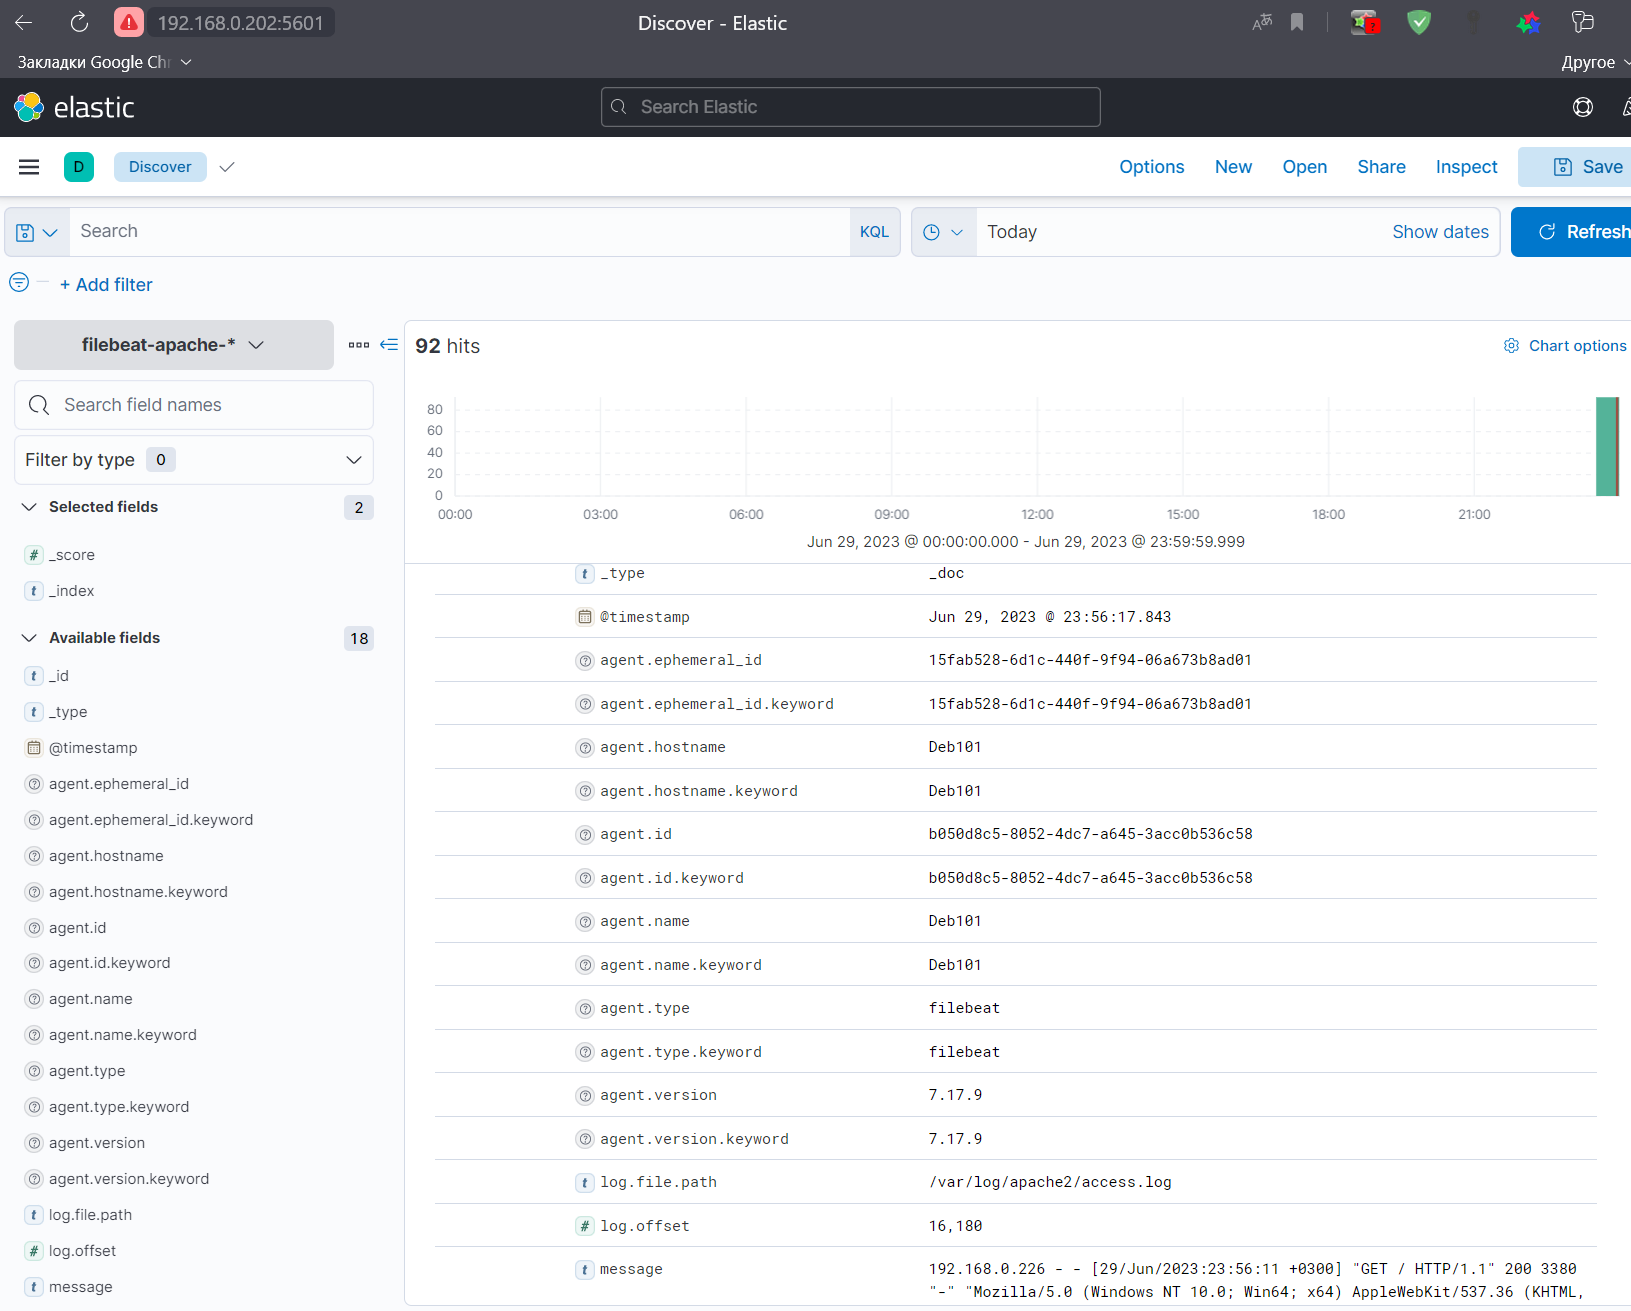 192.168.0.202:5601
Discover - Elastic
Закладки Google Chr
Другое
elastic
Search Elastic
D
Discover
Options
New
Open
Share
Inspect
Save
Search
KQL
Today
Show dates
Refresh
+ Add filter
filebeat-apache-*
Search field names
Filter by type 0
Selected fields 2
# _score
t _index
Available fields 18
t _id
t _type
@timestamp
agent.ephemeral_id
agent.ephemeral_id.keyword
agent.hostname
agent.hostname.keyword
agent.id
agent.id.keyword
agent.name
agent.name.keyword
agent.type
agent.type.keyword
agent.version
agent.version.keyword
t log.file.path
# log.offset
t message
92 hits
Chart options
80
60
40
20
0
00:00 03:00 06:00 09:00 12:00 15:00 18:00 21:00
Jun 29, 2023 @ 00:00:00.000 - Jun 29, 2023 @ 23:59:59.999
t _type _doc
@timestamp Jun 29, 2023 @ 23:56:17.843
agent.ephemeral_id 15fab528-6d1c-440f-9f94-06a673b8ad01
agent.ephemeral_id.keyword 15fab528-6d1c-440f-9f94-06a673b8ad01
agent.hostname Deb101
agent.hostname.keyword Deb101
agent.id b050d8c5-8052-4dc7-a645-3acc0b536c58
agent.id.keyword b050d8c5-8052-4dc7-a645-3acc0b536c58
agent.name Deb101
agent.name.keyword Deb101
agent.type filebeat
agent.type.keyword filebeat
agent.version 7.17.9
agent.version.keyword 7.17.9
t log.file.path /var/log/apache2/access.log
# log.offset 16,180
t message 192.168.0.226 - - [29/Jun/2023:23:56:11 +0300] "GET / HTTP/1.1" 200 3380
"-" "Mozilla/5.0 (Windows NT 10.0; Win64; x64) AppleWebKit/537.36 (KHTML,